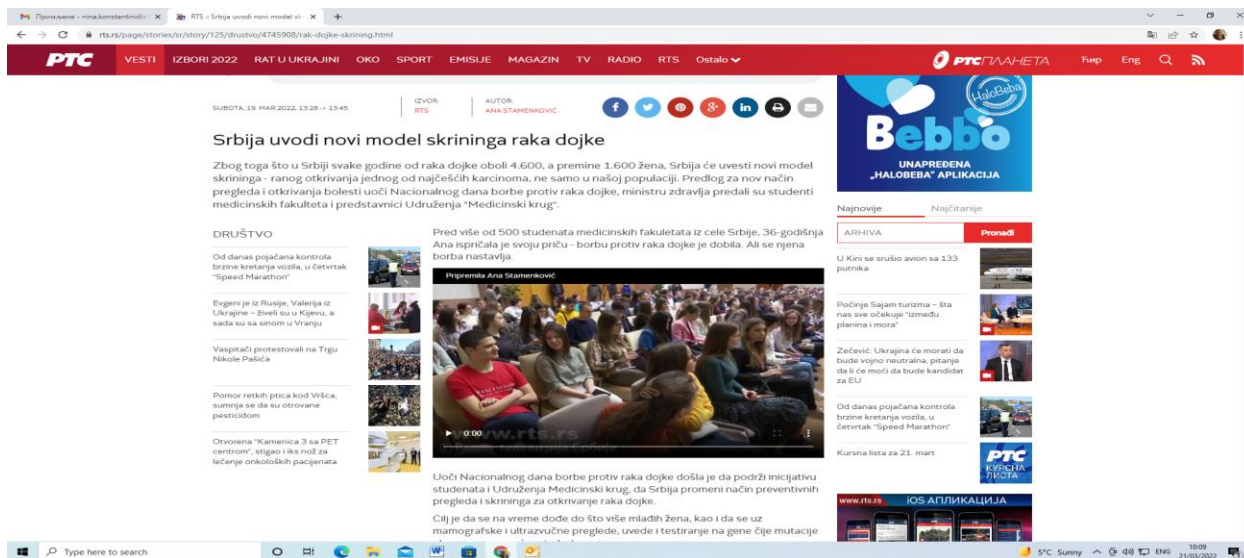 Примљене - nina.konstantinidis
RTS :: Srbija uvodi novi model skr
rts.rs/page/stories/sr/story/125/drustvo/4745908/rak-dojke-skrining.html
РТС VESTI IZBORI 2022 RAT U UKRAJINI OKO SPORT EMISIJE MAGAZIN TV RADIO RTS Ostalo РТС ПЛАНЕТА Ћир Eng
SUBOTA, 19. MAR 2022, 13:28 -> 13:45
IZVOR:
RTS
AUTOR:
ANA STAMENKOVIĆ
Srbija uvodi novi model skrininga raka dojke
Zbog toga što u Srbiji svake godine od raka dojke oboli 4.600, a premine 1.600 žena, Srbija će uvesti novi model
skrininga - ranog otkrivanja jednog od najčešćih karcinoma, ne samo u našoj populaciji. Predlog za nov način
pregleda i otkrivanja bolesti uoči Nacionalnog dana borbe protiv raka dojke, ministru zdravlja predali su studenti
medicinskih fakulteta i predstavnici Udruženja "Medicinski krug".
DRUŠTVO
Od danas pojačana kontrola
brzine kretanja vozila, u četvrtak
"Speed Marathon"
Evgeni je iz Rusije, Valerija iz
Ukrajine – živeli su u Kijevu, a
sada su sa sinom u Vranju
Vaspitači protestovali na Trgu
Nikole Pašića
Pomor retkih ptica kod Vršca,
sumnja se da su otrovane
pesticidom
Otvorena "Kamenica 3 sa PET
centrom", stigao i iks nož za
lečenje onkoloških pacijenata
Pred više od 500 studenata medicinskih fakuletata iz cele Srbije, 36-godišnja
Ana ispričala je svoju priču - borbu protiv raka dojke je dobila. Ali se njena
borba nastavlja.
Pripremila Ana Stamenković
www.rts.rs
0:00
Uoči Nacionalnog dana borbe protiv raka dojke došla je da podrži inicijativu
studenata i Udruženja Medicinski krug, da Srbija promeni način preventivnih
pregleda i skrininga za otkrivanje raka dojke.
Cilj je da se na vreme dođe do što više mlađih žena, kao i da se uz
mamografske i ultrazvučne preglede, uvede i testiranje na gene čije mutacije
HaloBeba
Bebbo
UNAPREĐENA
„HALOBEBA" APLIKACIJA
Najnovije Najčitanije
ARHIVA Pronađi
U Kini se srušio avion sa 133
putnika
Počinje Sajam turizma – šta
nas sve očekuje "između
planina i mora"
Zečević: Ukrajina će morati da
bude vojno neutralna, pitanje
da li će moći da bude kandidat
za EU
Od danas pojačana kontrola
brzine kretanja vozila, u
četvrtak "Speed Marathon"
Kursna lista za 21. mart
РТС
КУРСНА
ЛИСТА
www.rts.rs iOS АПЛИКАЦИЈА
Type here to search
5°C Sunny
ENG
10:09
21/03/2022